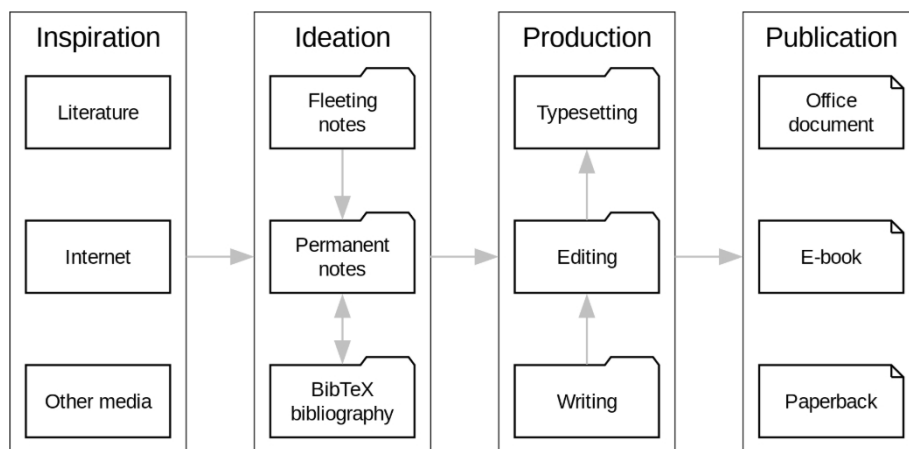 Inspiration
Literature
Internet
Other media
Ideation
Fleeting
notes
Permanent
notes
BibTeX
bibliography
Production
Typesetting
Editing
Writing
Publication
Office
document
E-book
Paperback